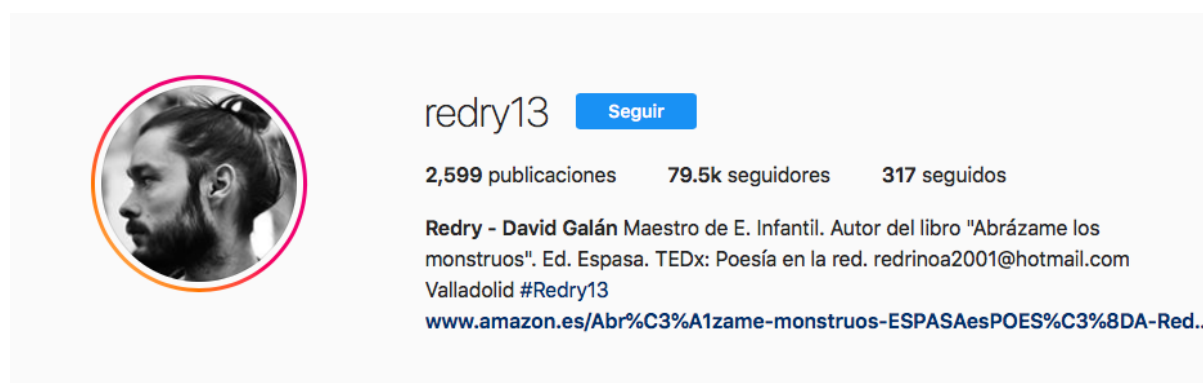 redry13 Seguir
2,599 publicaciones 79.5k seguidores 317 seguidos
Redry - David Galán Maestro de E. Infantil. Autor del libro "Abrázame los
monstruos". Ed. Espasa. TEDx: Poesía en la red. redrinoa2001@hotmail.com
Valladolid #Redry13
www.amazon.es/Abr%C3%A1zame-monstruos-ESPASAesPOES%C3%8DA-Red..